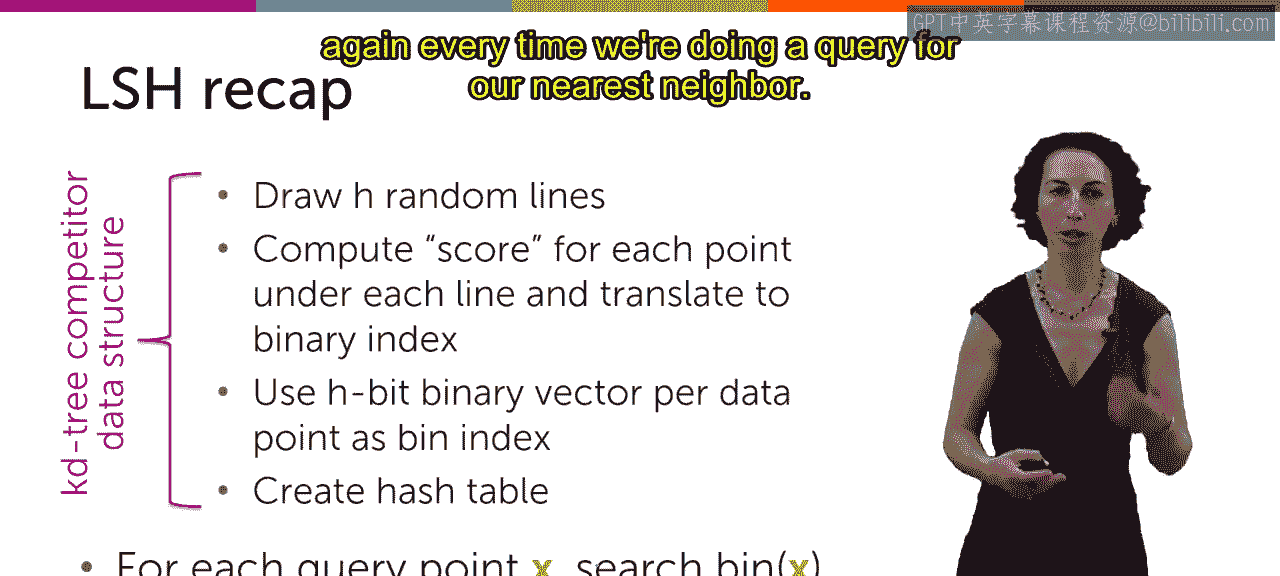 GPT中英字幕课程资源@bilibili.com
again every time we're doing a query for
our nearest neighbor.
LSH recap
kd-tree competitor
data structure
• Draw h random lines
• Compute “score” for each point
under each line and translate to
binary index
• Use h-bit binary vector per data
point as bin index
• Create hash table
• For each query point x, search bin(x)